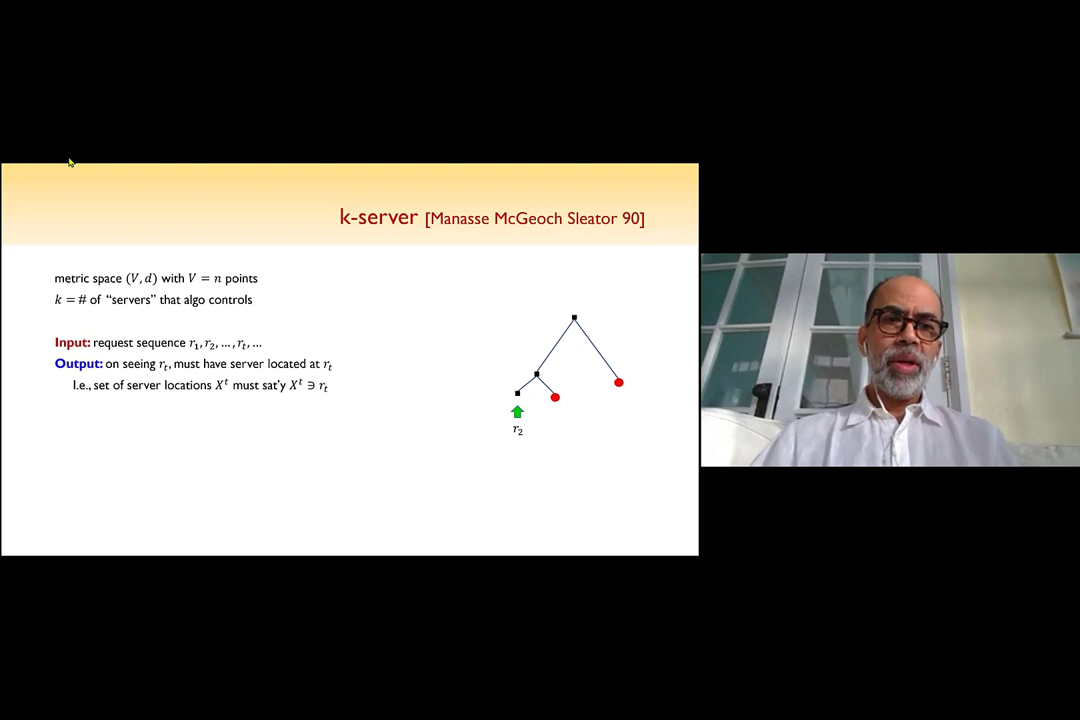 k-server [Manasse McGeoch Sleator 90]
metric space (V, d) with V = n points
k = # of “servers” that algo controls
Input: request sequence r₁, r₂, … , rₜ, …
Output: on seeing rₜ, must have server located at rₜ
I.e., set of server locations Xᵗ must sat'y Xᵗ ∋ rₜ
r₂